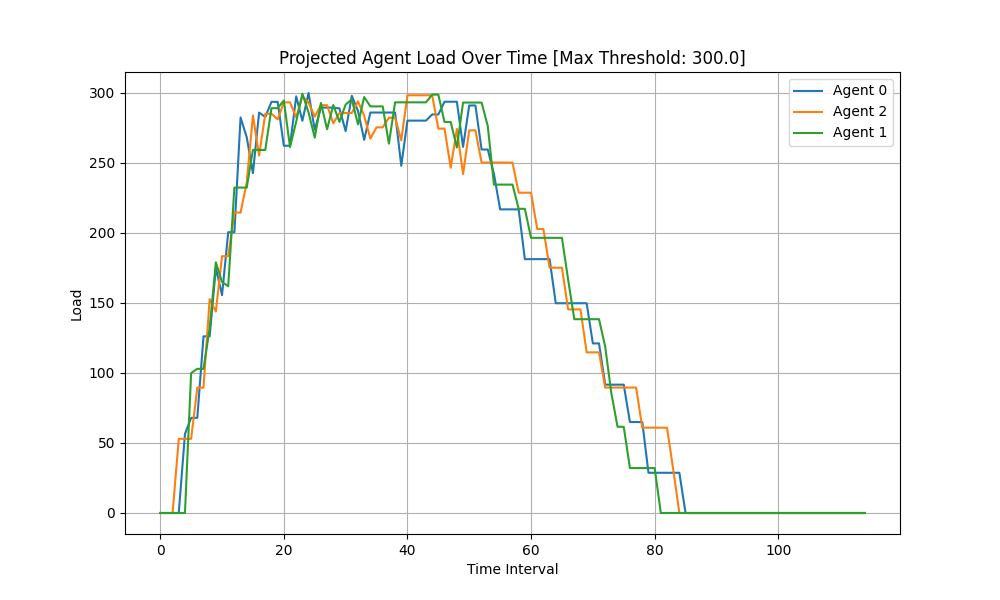 Projected Agent Load Over Time [Max Threshold: 300.0]
Agent 0
Agent 2
Agent 1
Load
300
250
200
150
100
50
0
0 20 40 60 80 100
Time Interval